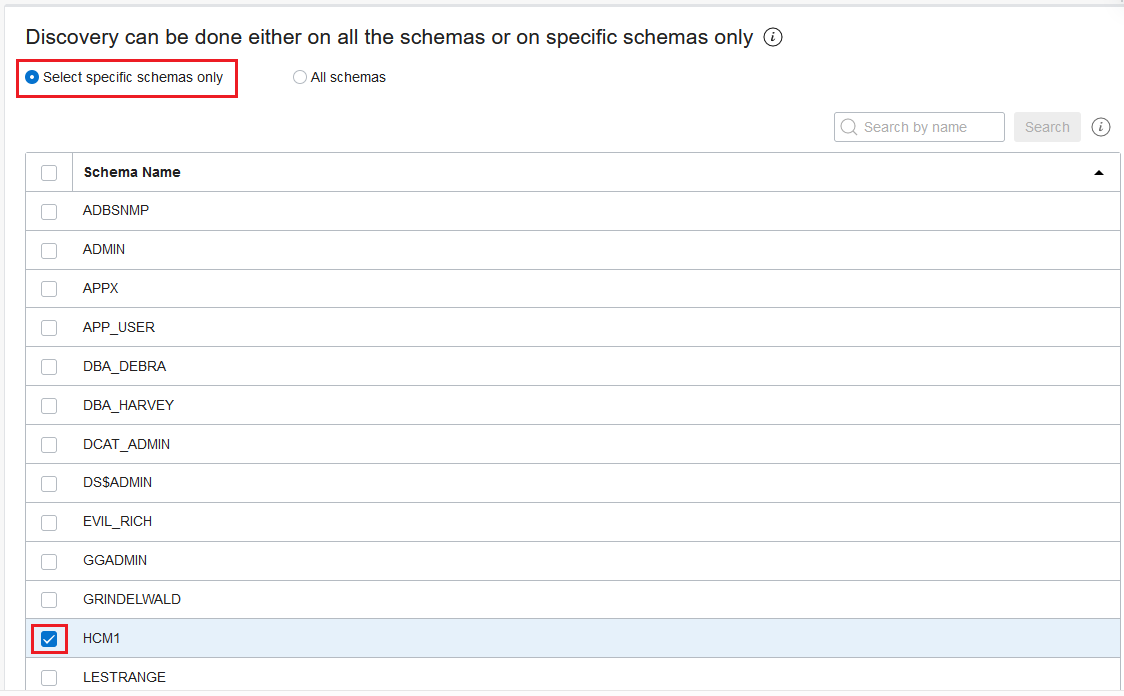 Discovery can be done either on all the schemas or on specific schemas only i
Select specific schemas only All schemas
Search by name Search i
Schema Name
ADBSNMP
ADMIN
APPX
APP_USER
DBA_DEBRA
DBA_HARVEY
DCAT_ADMIN
DS$ADMIN
EVIL_RICH
GGADMIN
GRINDELWALD
HCM1
LESTRANGE